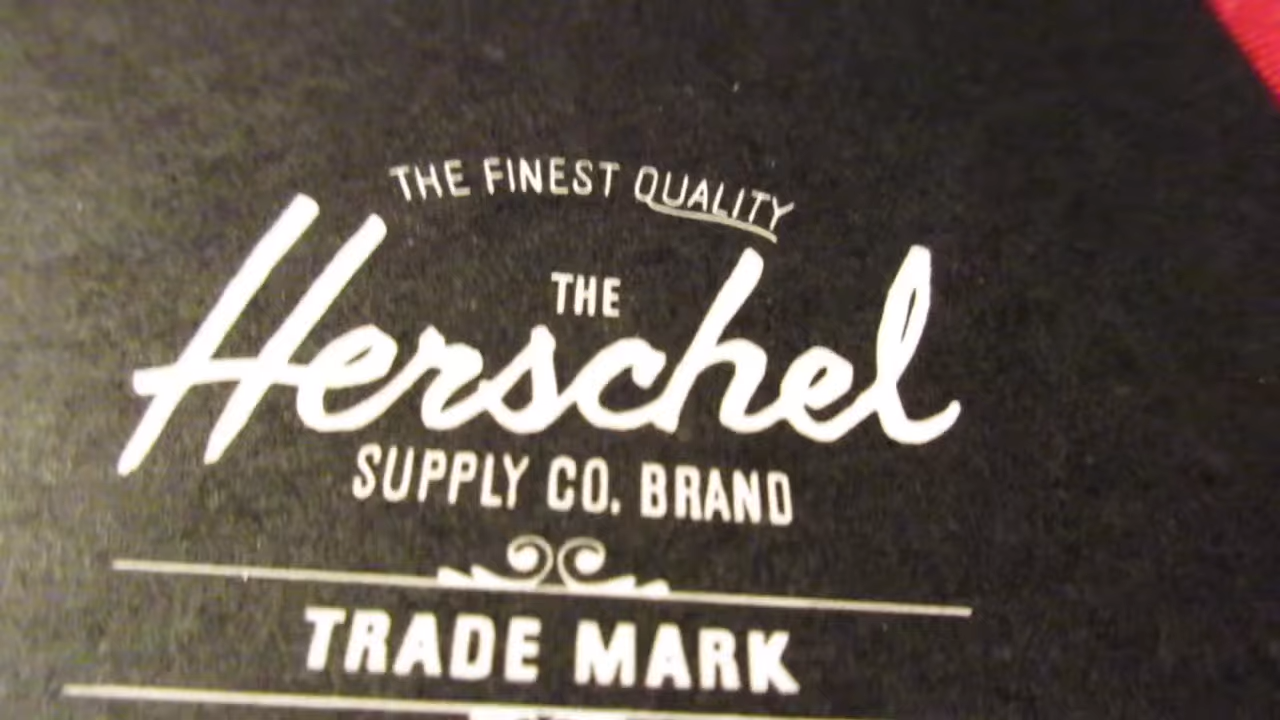 THE FINEST QUALITY
THE
Herschel
SUPPLY CO. BRAND
TRADE MARK